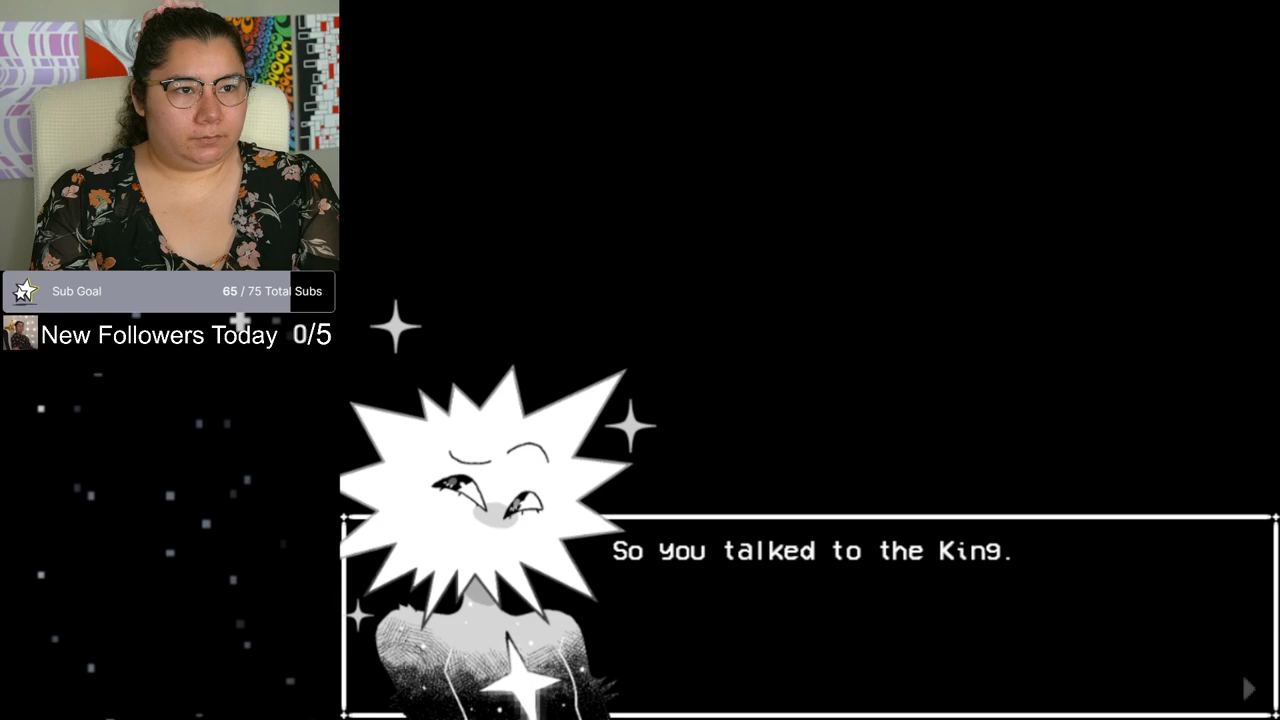 Sub Goal 65 / 75 Total Subs
New Followers Today 0/5
So you talked to the King.